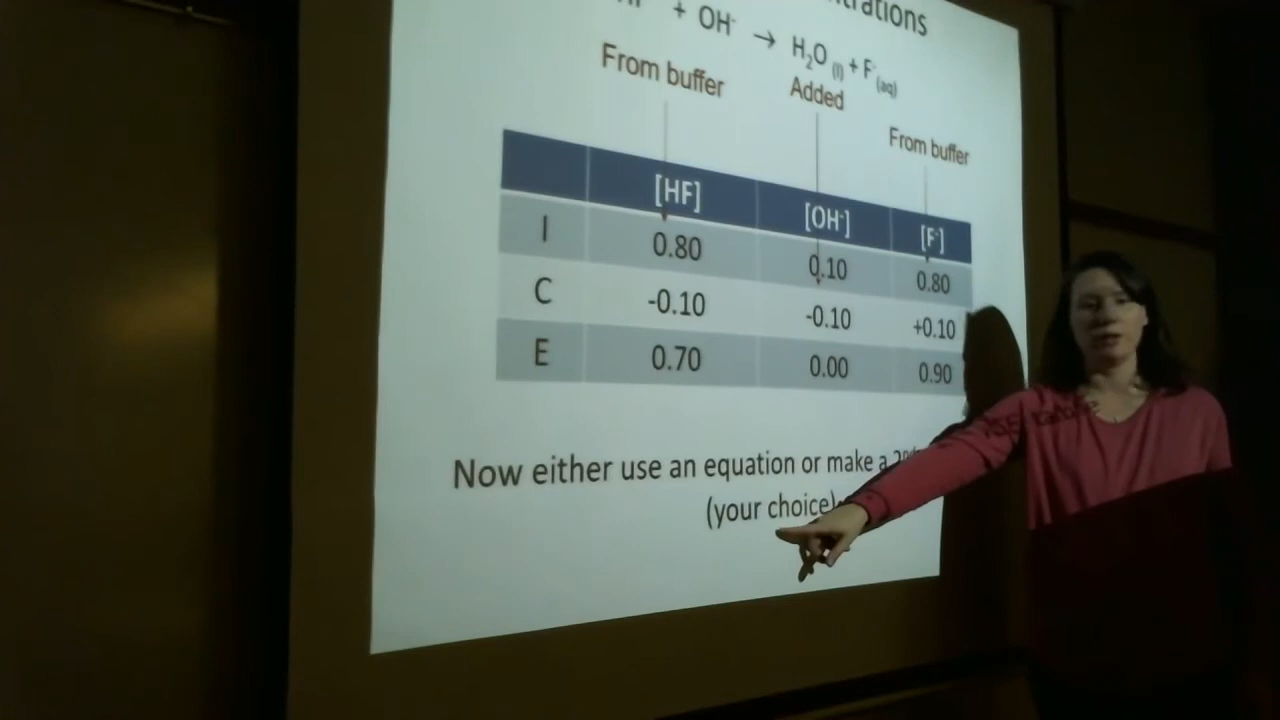 + OH⁻ → H₂O (l) + F⁻ (aq)
From buffer Added From buffer
[HF] [OH⁻] [F⁻]
I 0.80 0.10 0.80
C -0.10 -0.10 +0.10
E 0.70 0.00 0.90
Now either use an equation or make a 2nd
(your choice)